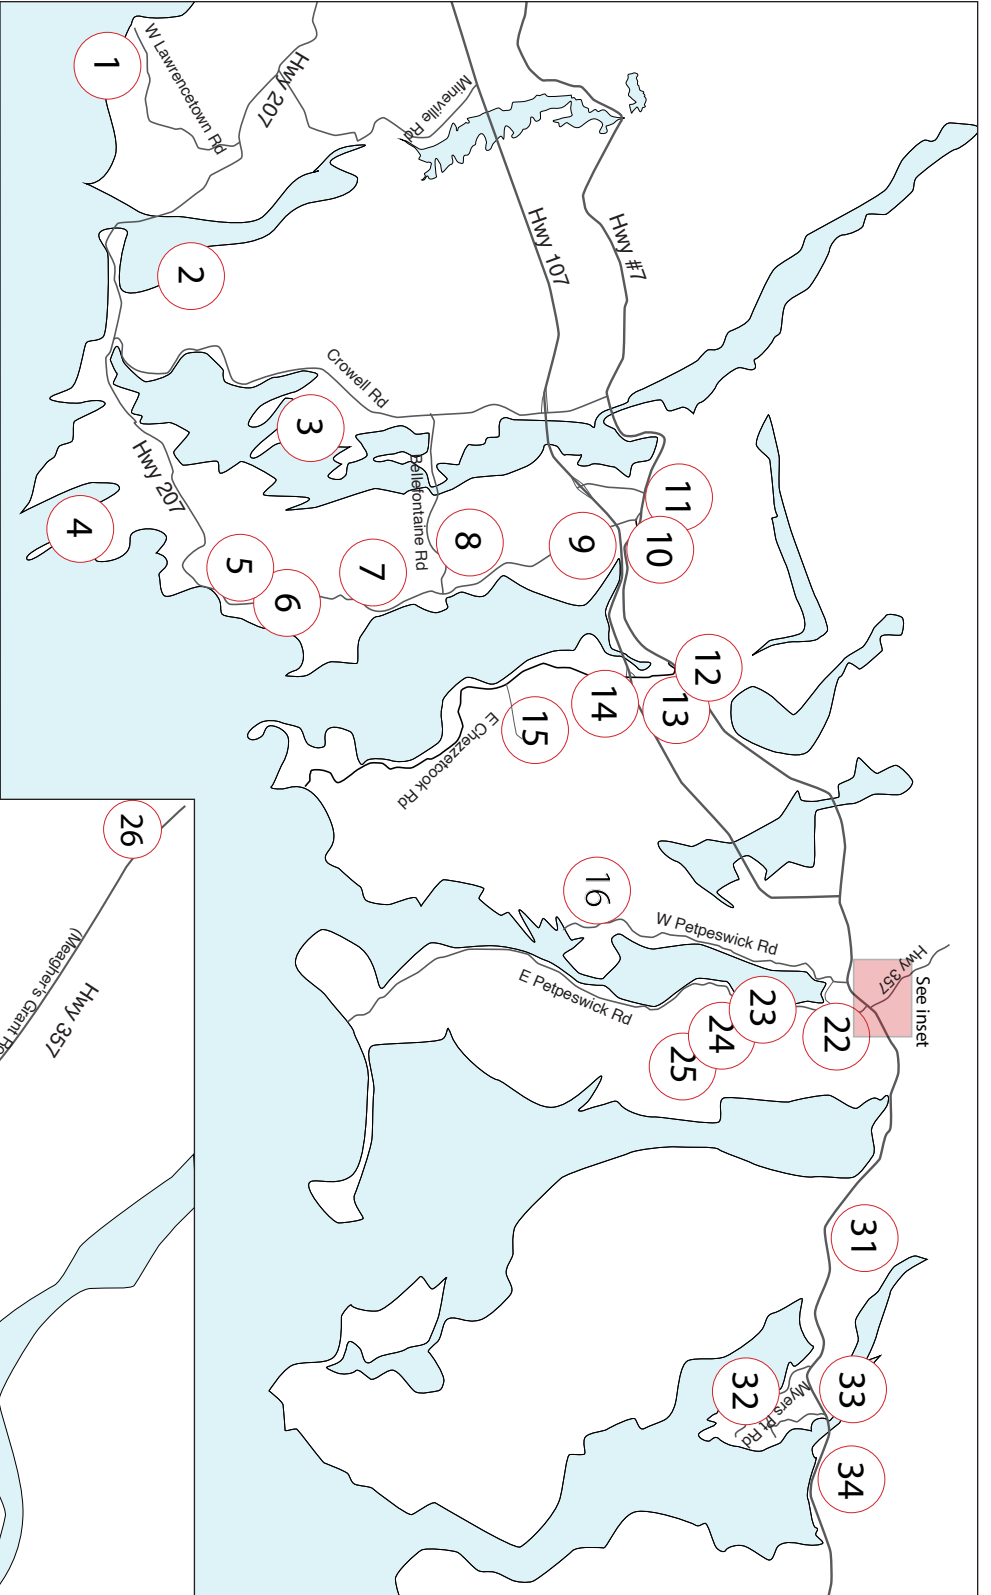 1
W Lawrencetown Rd
Hwy 207
Mineville Rd
2
Hwy 107
Hwy #7
Crowell Rd
3
Hwy 207
Bellefontaine Rd
4
5
6
7
8
9
10
11
12
13
14
15
E Chezzetcook Rd
16
W Petpeswick Rd
E Petpeswick Rd
Hwy 357
See inset
22
23
24
25
26
(Meagher's Grant
Hwy 357
31
32
Myers Pt Rd
33
34